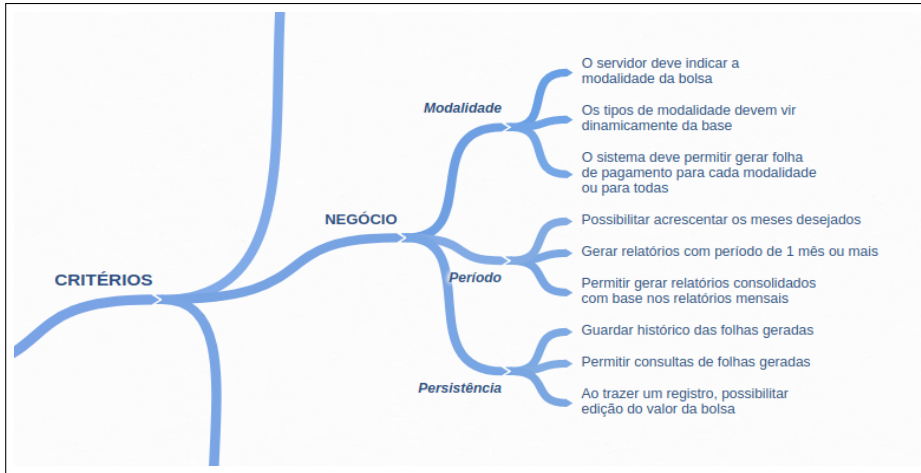 CRITÉRIOS
NEGÓCIO
Modalidade
O servidor deve indicar a
modalidade da bolsa
Os tipos de modalidade devem vir
dinamicamente da base
O sistema deve permitir gerar folha
de pagamento para cada modalidade
ou para todas
Período
Possibilitar acrescentar os meses desejados
Gerar relatórios com período de 1 mês ou mais
Permitir gerar relatórios consolidados
com base nos relatórios mensais
Persistência
Guardar histórico das folhas geradas
Permitir consultas de folhas geradas
Ao trazer um registro, possibilitar
edição do valor da bolsa